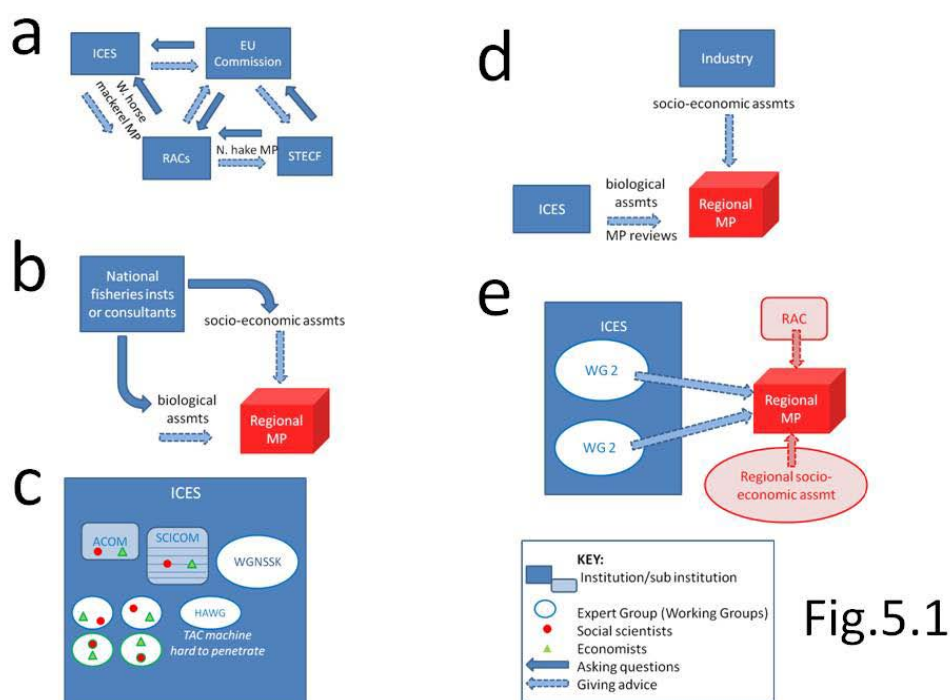 a
ICES
EU
Commission
W. horse
mackerel MP
RACs
N. hake MP
STECF
b
National
fisheries insts
or consultants
socio-economic assmts
biological
assmts
Regional
MP
c
ICES
ACOM
SCICOM
WGNSSK
HAWG
TAC machine
hard to penetrate
d
Industry
socio-economic assmts
ICES
biological
assmts
MP reviews
Regional
MP
e
ICES
WG 2
WG 2
RAC
Regional
MP
Regional socio-
economic assmt
KEY:
Institution/sub institution
Expert Group (Working Groups)
Social scientists
Economists
Asking questions
Giving advice
Fig.5.1